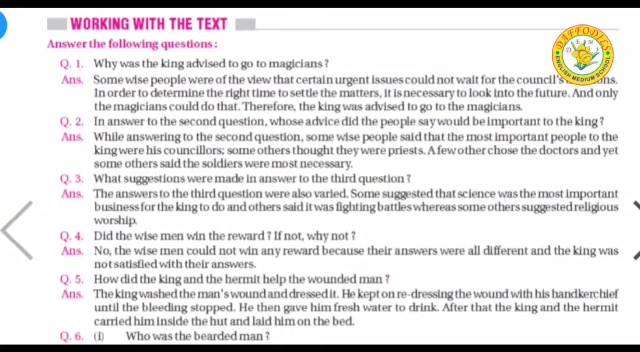 WORKING WITH THE TEXT
DAFFODILS
ENGLISH MEDIUM SCHOOL
Answer the following questions :
Q. 1. Why was the king advised to go to magicians ?
Ans. Some wise people were of the view that certain urgent issues could not wait for the council's
In order to determine the right time to settle the matters, it is necessary to look into the future. And only
the magicians could do that. Therefore, the king was advised to go to the magicians.
Q. 2. In answer to the second question, whose advice did the people say would be important to the king ?
Ans. While answering to the second question, some wise people said that the most important people to the
king were his councillors; some others thought they were priests. A few other chose the doctors and yet
some others said the soldiers were most necessary.
Q. 3. What suggestions were made in answer to the third question ?
Ans. The answers to the third question were also varied. Some suggested that science was the most important
business for the king to do and others said it was fighting battles whereas some others suggested religious
worship.
Q. 4. Did the wise men win the reward ? If not, why not ?
Ans. No, the wise men could not win any reward because their answers were all different and the king was
not satisfied with their answers.
Q. 5. How did the king and the hermit help the wounded man ?
Ans. The king washed the man's wound and dressed it. He kept on re-dressing the wound with his handkerchief
until the bleeding stopped. He then gave him fresh water to drink. After that the king and the hermit
carried him inside the hut and laid him on the bed.
Q. 6. (i) Who was the bearded man ?